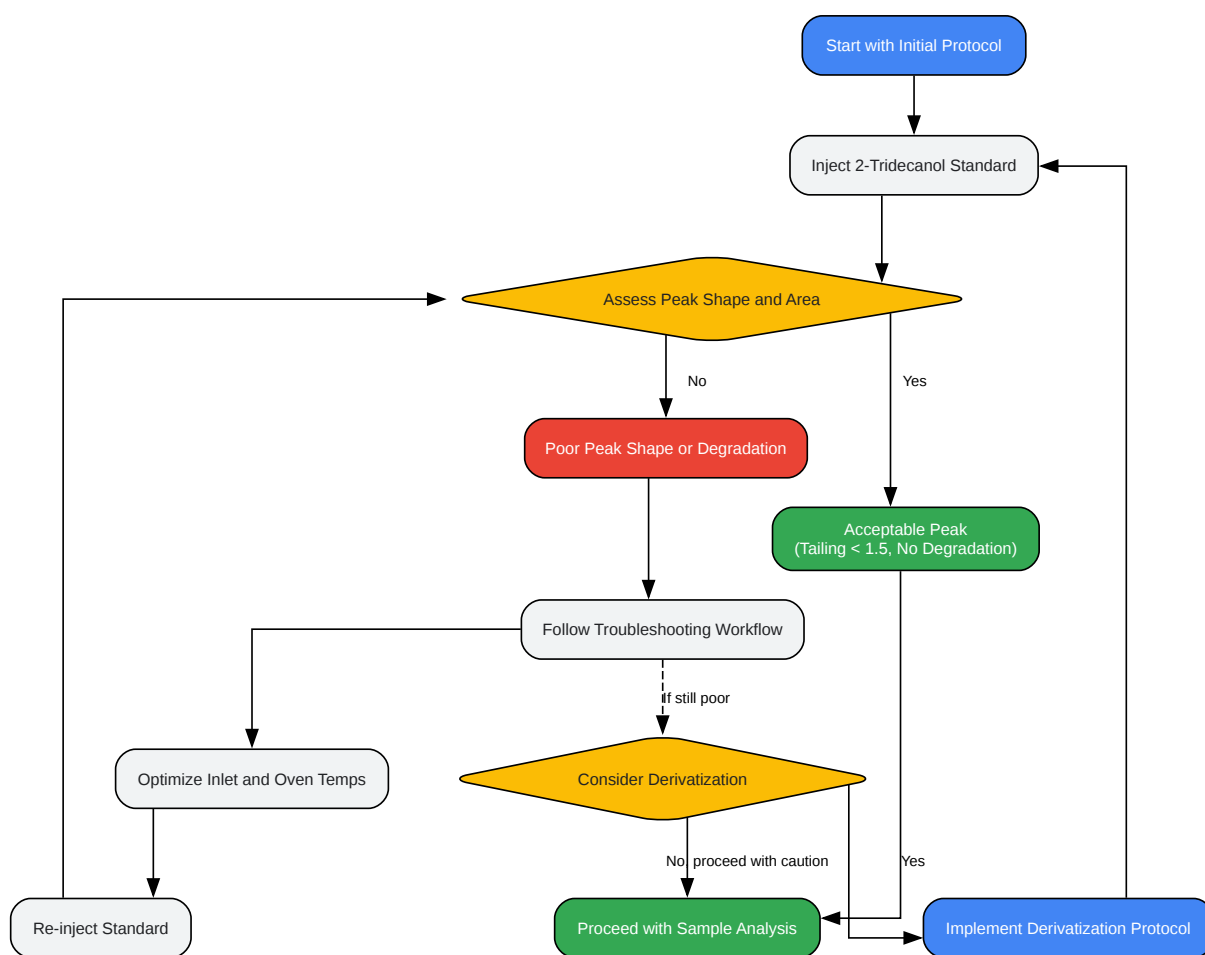 Start with Initial Protocol
Inject 2-Tridecanol Standard
Assess Peak Shape and Area
No
Yes
Poor Peak Shape or Degradation
Acceptable Peak
(Tailing < 1.5, No Degradation)
Follow Troubleshooting Workflow
If still poor
Optimize Inlet and Oven Temps
Consider Derivatization
No, proceed with caution
Yes
Re-inject Standard
Proceed with Sample Analysis
Implement Derivatization Protocol